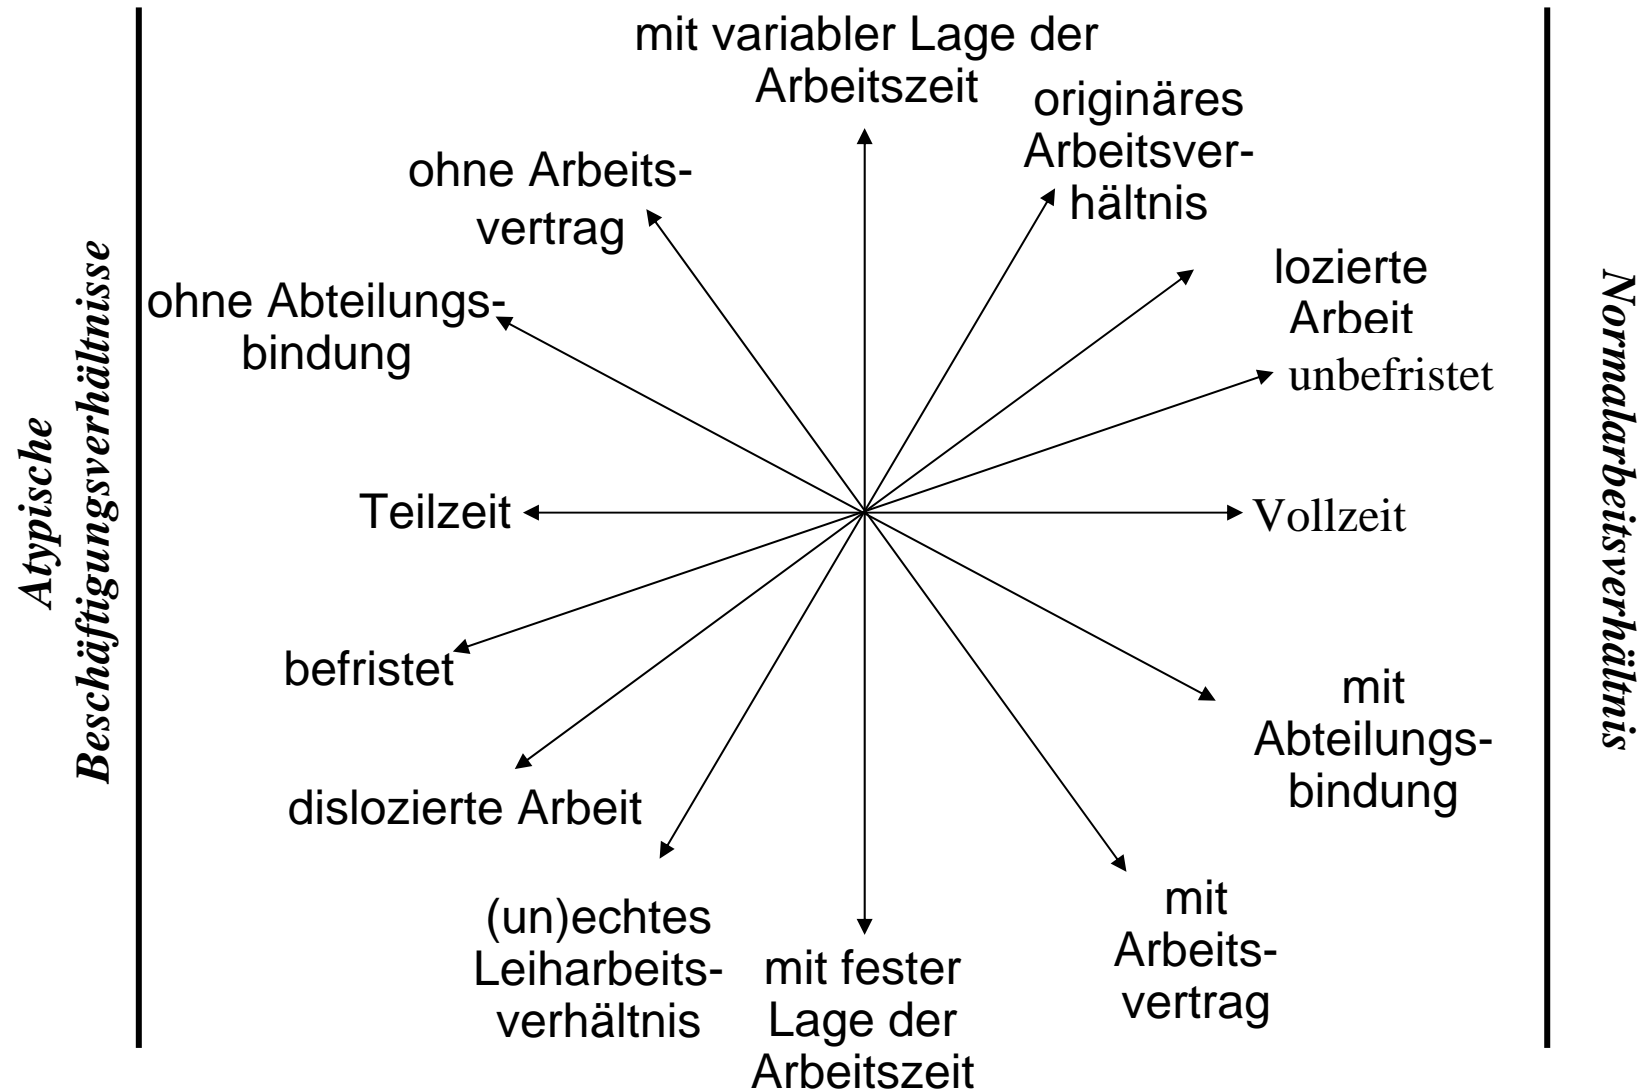 mit variabler Lage der
Arbeitszeit
originäres
Arbeitsver-
hältnis
ohne Arbeits-
vertrag
lozierte
Arbeit
ohne Abteilungs-
bindung
unbefristet
Atypische
Beschäftigungsverhältnisse
Normalarbeitsverhältnis
Teilzeit
Vollzeit
befristet
mit
Abteilungs-
bindung
dislozierte Arbeit
(un)echtes
Leiharbeits-
verhältnis
mit fester
Lage der
Arbeitszeit
mit
Arbeits-
vertrag